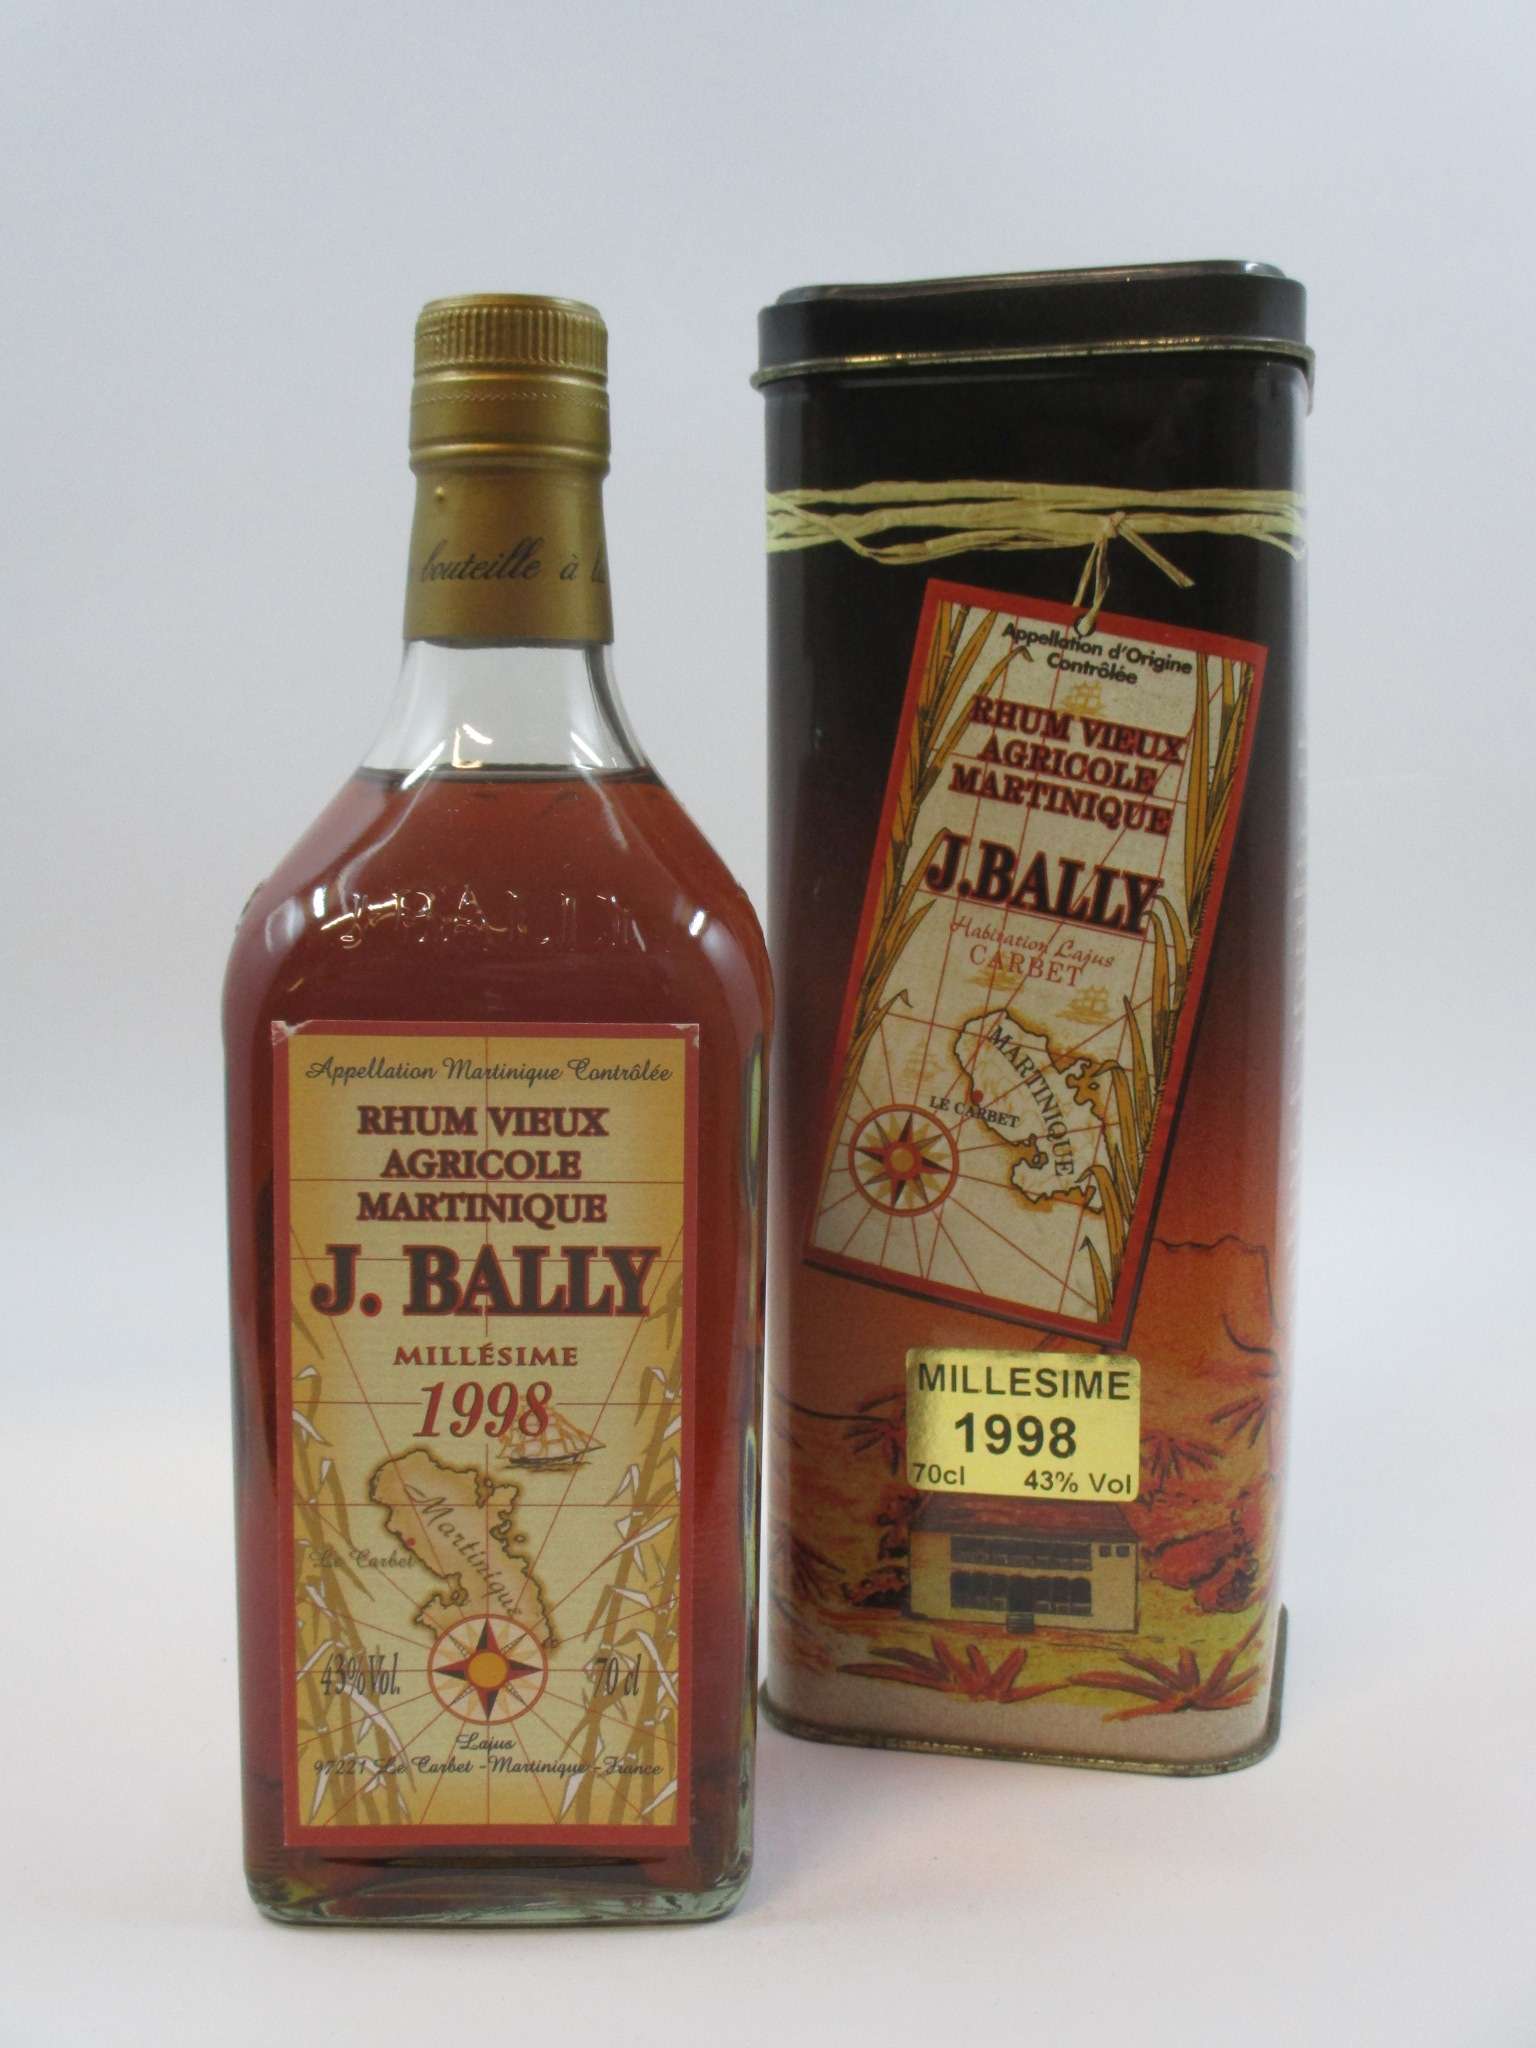 bouteille à
J. BALLY
Appellation Martinique Contrôlée
RHUM VIEUX
AGRICOLE
MARTINIQUE
J. BALLY
MILLÉSIME
1998
Martinique
Le Carbet
43% Vol.
70 cl
Lajus
97221 Le Carbet - Martinique - France
Appellation d'Origine
Contrôlée
RHUM VIEUX
AGRICOLE
MARTINIQUE
J.BALLY
Habitation Lajus
CARBET
MARTINIQUE
LE CARBET
MILLESIME
1998
70cl 43% Vol